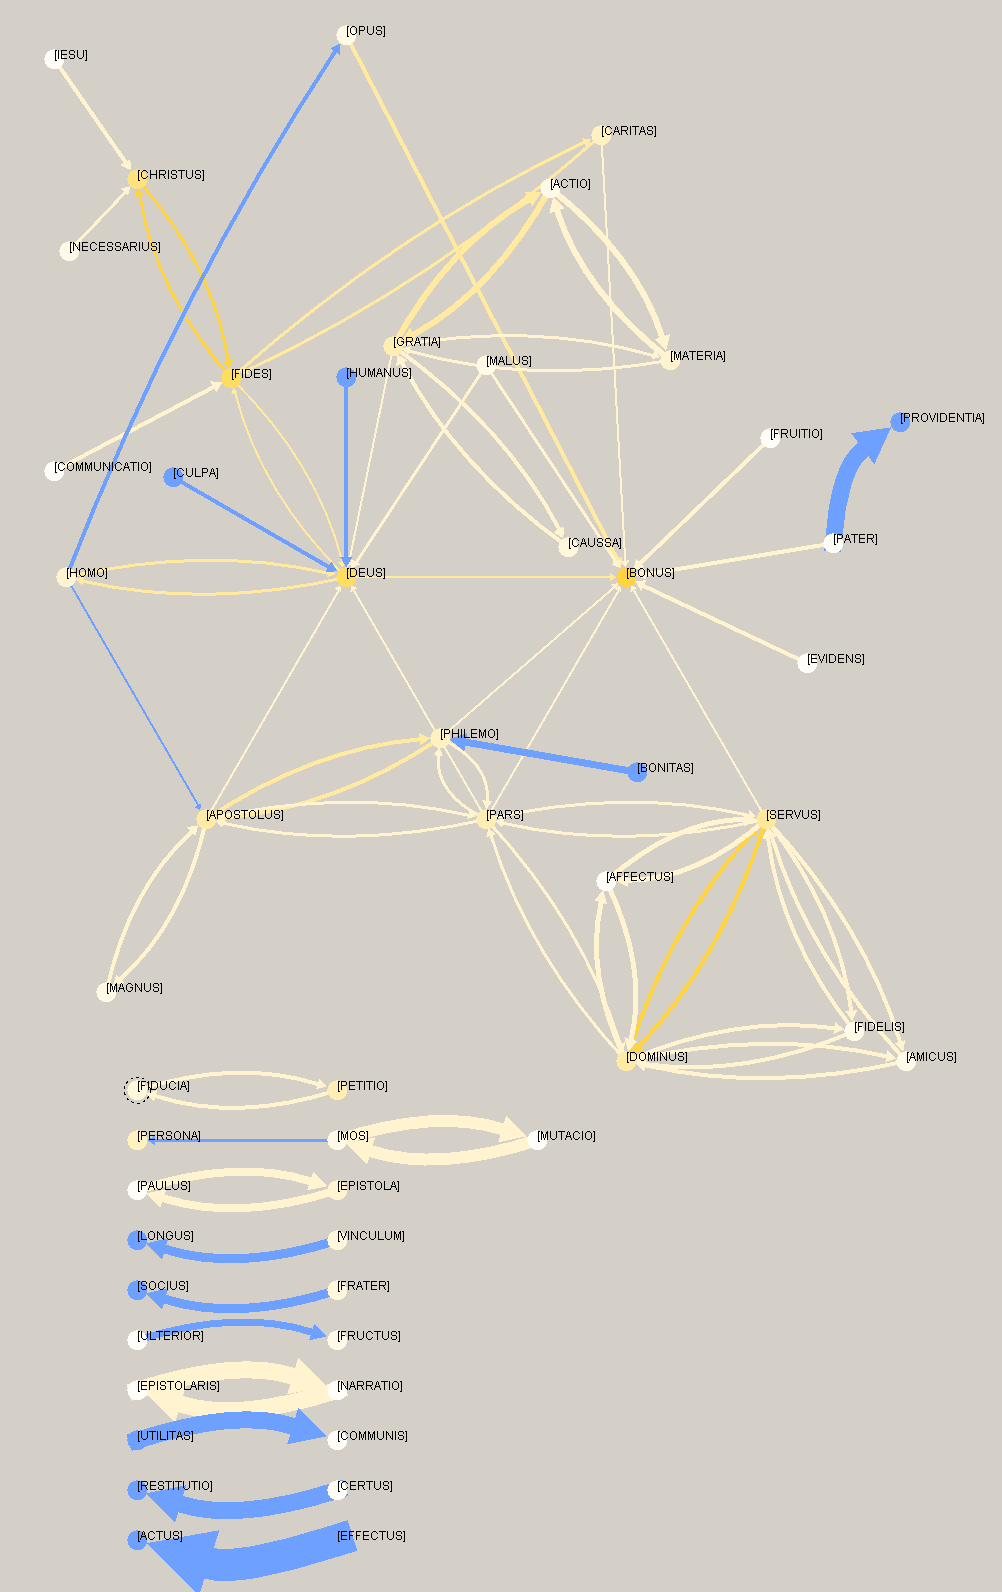 [OPUS]
[IESU]
[CARITAS]
[CHRISTUS]
[ACTIO]
[NECESSARIUS]
[GRATIA]
[MATERIA]
[MALUS]
[FIDES]
[HUMANUS]
[PROVIDENTIA]
[FRUITIO]
[COMMUNICATIO]
[CULPA]
[CAUSSA]
[PATER]
[HOMO]
[DEUS]
[BONUS]
[EVIDENS]
[PHILEMO]
[BONITAS]
[APOSTOLUS]
[PARS]
[SERVUS]
[AFFECTUS]
[MAGNUS]
[FIDELIS]
[DOMINUS]
[AMICUS]
[FIDUCIA]
[PETITIO]
[PERSONA]
[MOS]
[MUTACIO]
[PAULUS]
[EPISTOLA]
[LONGUS]
[VINCULUM]
[SOCIUS]
[FRATER]
[ULTERIOR]
[FRUCTUS]
[EPISTOLARIS]
[NARRATIO]
[UTILITAS]
[COMMUNIS]
[RESTITUTIO]
[CERTUS]
[ACTUS]
[EFFECTUS]